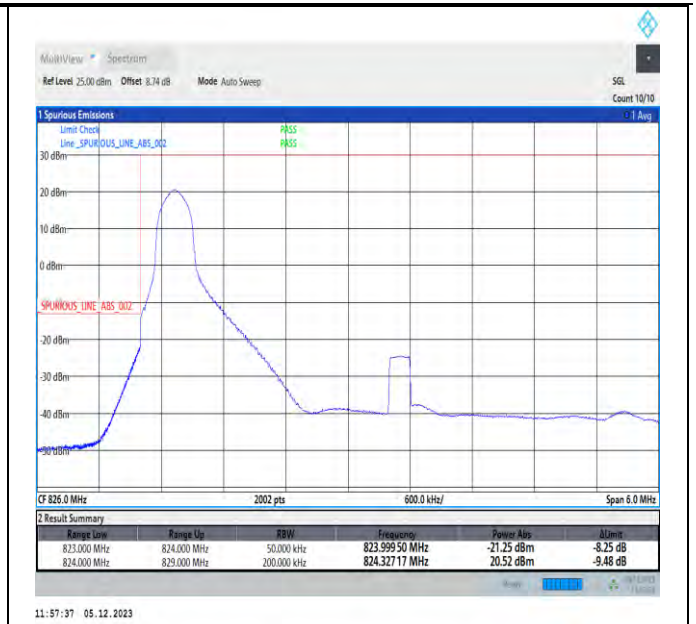 MultiView Spectrum
Ref Level 25.00 dBm Offset 8.74 dB Mode Auto Sweep SGL
Count 10/10
1 Spurious Emissions 1 Avg
Limit Check PASS
Line _SPURIOUS_LINE_ABS_002 PASS
30 dBm
20 dBm
10 dBm
0 dBm
_SPURIOUS_LINE_ABS_002
-20 dBm
-30 dBm
-40 dBm
-50 dBm
CF 826.0 MHz 2002 pts 600.0 kHz/ Span 6.0 MHz
2 Result Summary
Range Low Range Up RBW Frequency Power Abs ΔLimit
823.000 MHz 824.000 MHz 50.000 kHz 823.99950 MHz -21.25 dBm -8.25 dB
824.000 MHz 829.000 MHz 200.000 kHz 824.32717 MHz 20.52 dBm -9.48 dB
11:57:37 05.12.2023